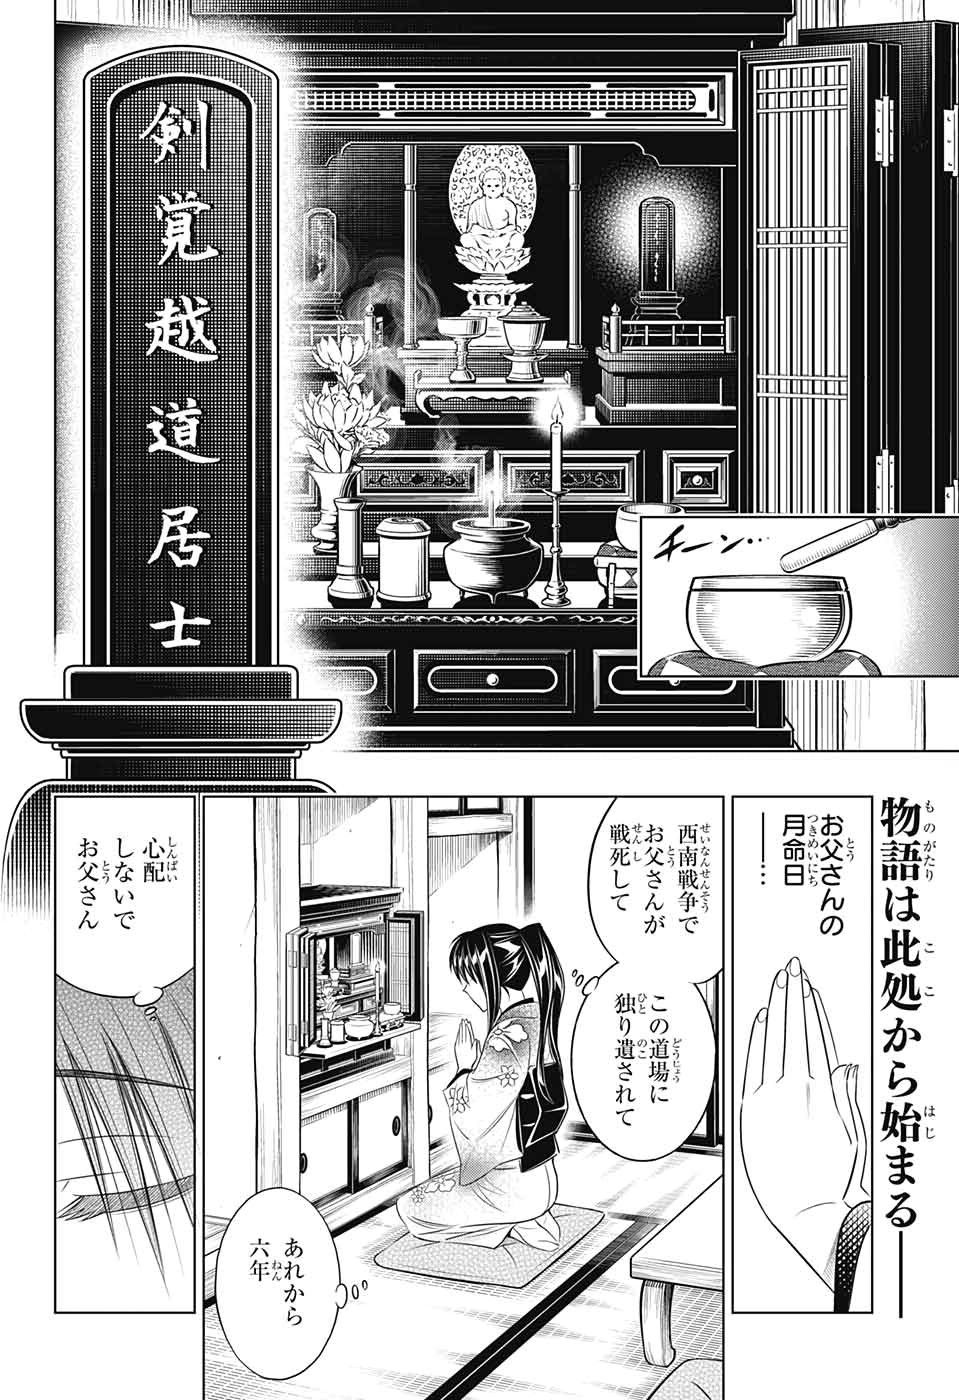 剣覚越道居士
チーン…
物語は此処から始まる――
お父さんの
月命日
――……
西南戦争で
お父さんが
戦死して
この道場に
独り遺されて
あれから
六年
心配
しないで
お父さん